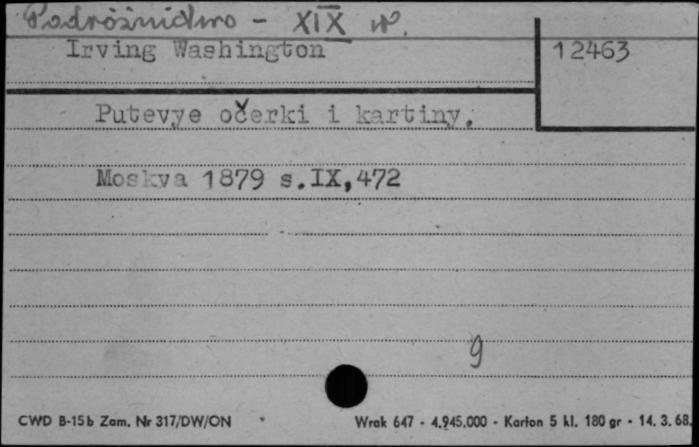 Podróżnictwo - XIX w.
Irving Washington
12463
Putevye očerki i kartiny.
Moskva 1879 s.IX,472
9
CWD B-15b Zam. Nr 317/DW/ON
Wrak 647 - 4.945.000 - Karton 5 kl. 180 gr - 14. 3. 68